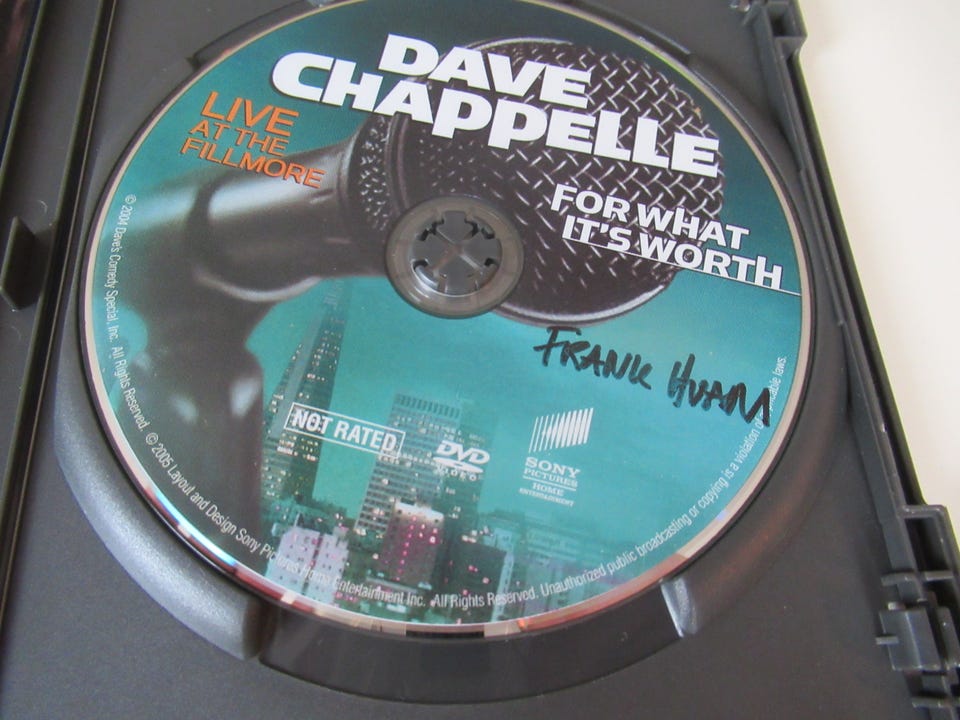 DAVE
CHAPPELLE
LIVE
AT THE
FILLMORE
FOR WHAT
IT'S WORTH
FRANK HUAM
NOT RATED
DVD
VIDEO
SONY
PICTURES
HOME
ENTERTAINMENT
© 2004 Dave's Comedy Special, Inc. All Rights Reserved. © 2005 Layout and Design Sony Pictures Home Entertainment Inc. All Rights Reserved. Unauthorized public broadcasting or copying is a violation of laws.